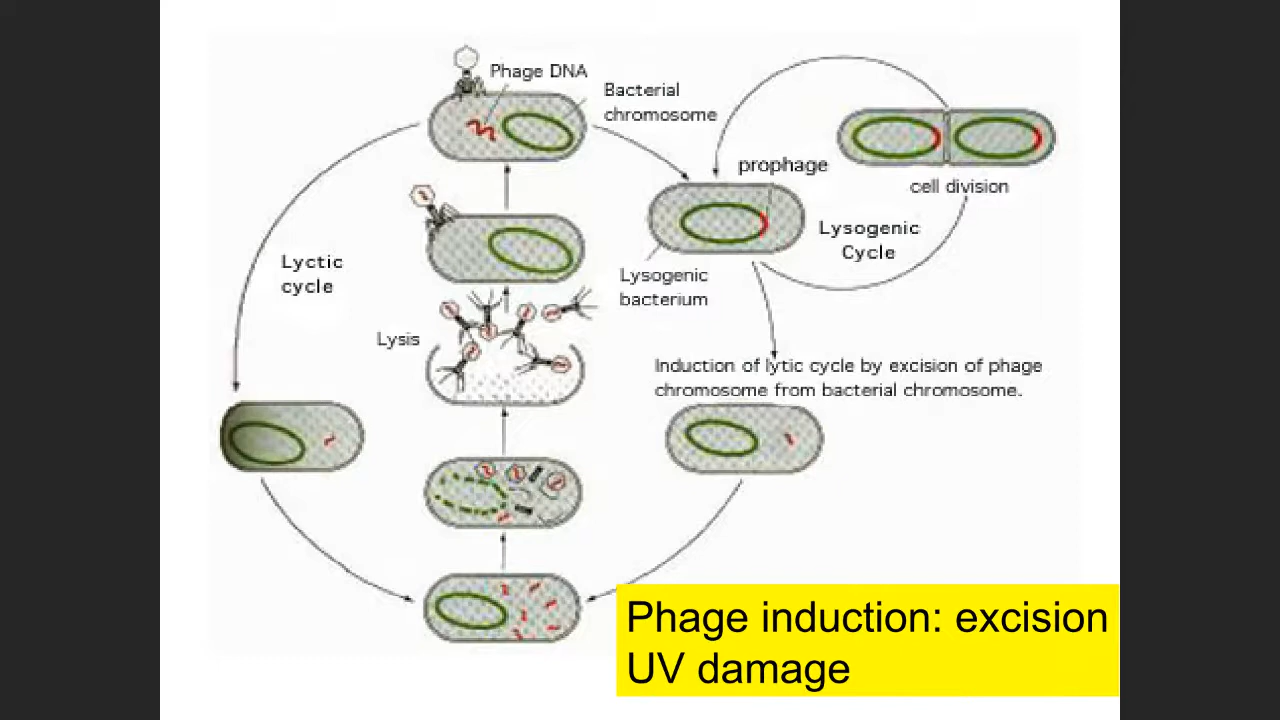 Phage DNA
Bacterial
chromosome
prophage
cell division
Lysogenic
Cycle
Lyctic
cycle
Lysogenic
bacterium
Lysis
Induction of lytic cycle by excision of phage
chromosome from bacterial chromosome.
Phage induction: excision
UV damage